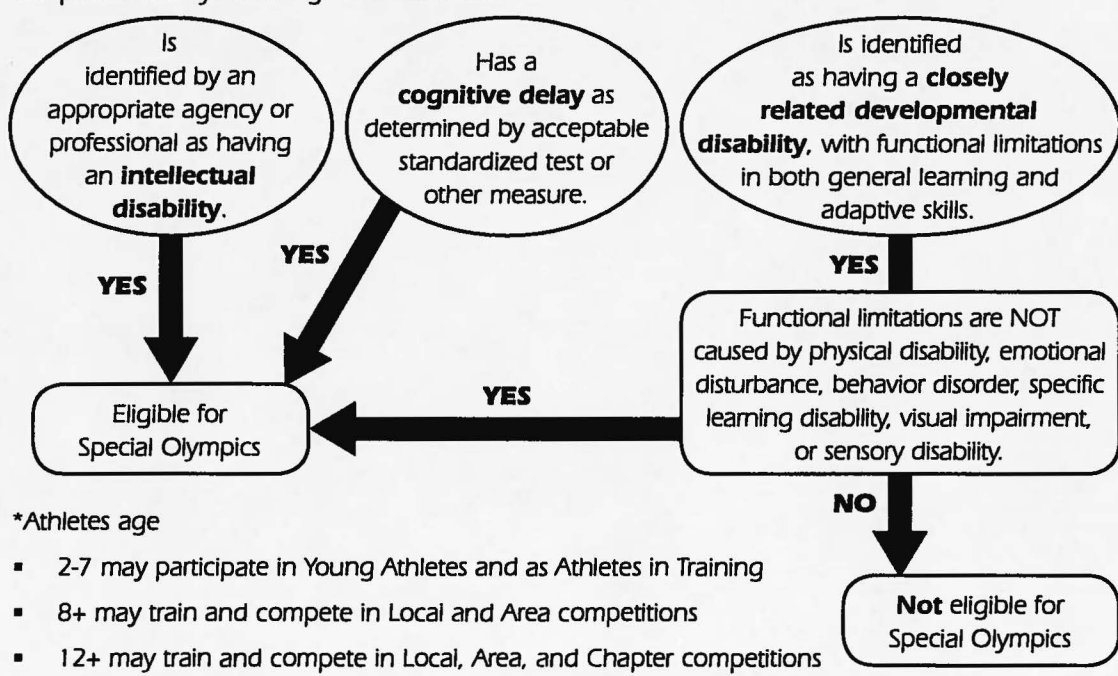 Is
identified by an
appropriate agency or
professional as having
an intellectual
disability.
Has a
cognitive delay as
determined by acceptable
standardized test or
other measure.
Is identified
as having a closely
related developmental
disability, with functional limitations
in both general learning and
adaptive skills.
YES
YES
YES
Functional limitations are NOT
caused by physical disability, emotional
disturbance, behavior disorder, specific
learning disability, visual impairment,
or sensory disability.
YES
Eligible for
Special Olympics
NO
Not eligible for
Special Olympics
*Athletes age
▪ 2-7 may participate in Young Athletes and as Athletes in Training
▪ 8+ may train and compete in Local and Area competitions
▪ 12+ may train and compete in Local, Area, and Chapter competitions